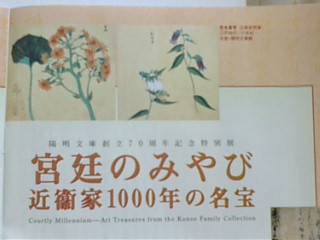 陽明文庫創立70周年記念特別展
宮廷のみやび
近衞家1000年の名宝
Courtly Millennium—Art Treasures from the Konoe Family Collection